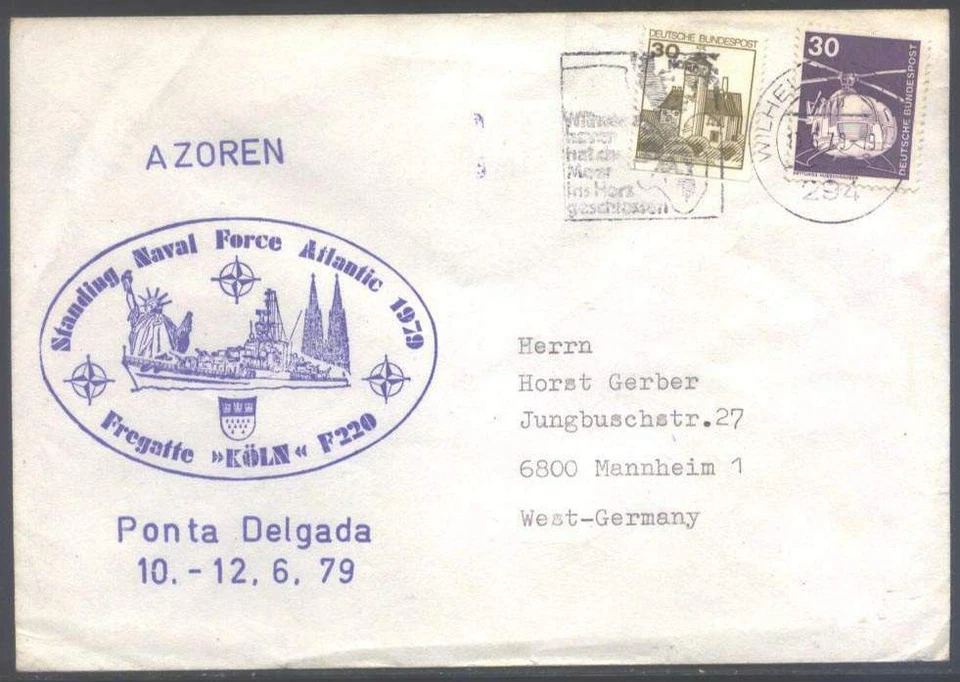 DEUTSCHE BUNDESPOST
30
30
DEUTSCHE BUNDESPOST
hat das
Meer
ins Herz
geschlossen
294
AZOREN
Standing Naval Force Atlantic 1979
Fregatte »KÖLN« F220
Ponta Delgada
10. - 12. 6. 79
Herrn
Horst Gerber
Jungbuschstr.27
6800 Mannheim 1
West-Germany